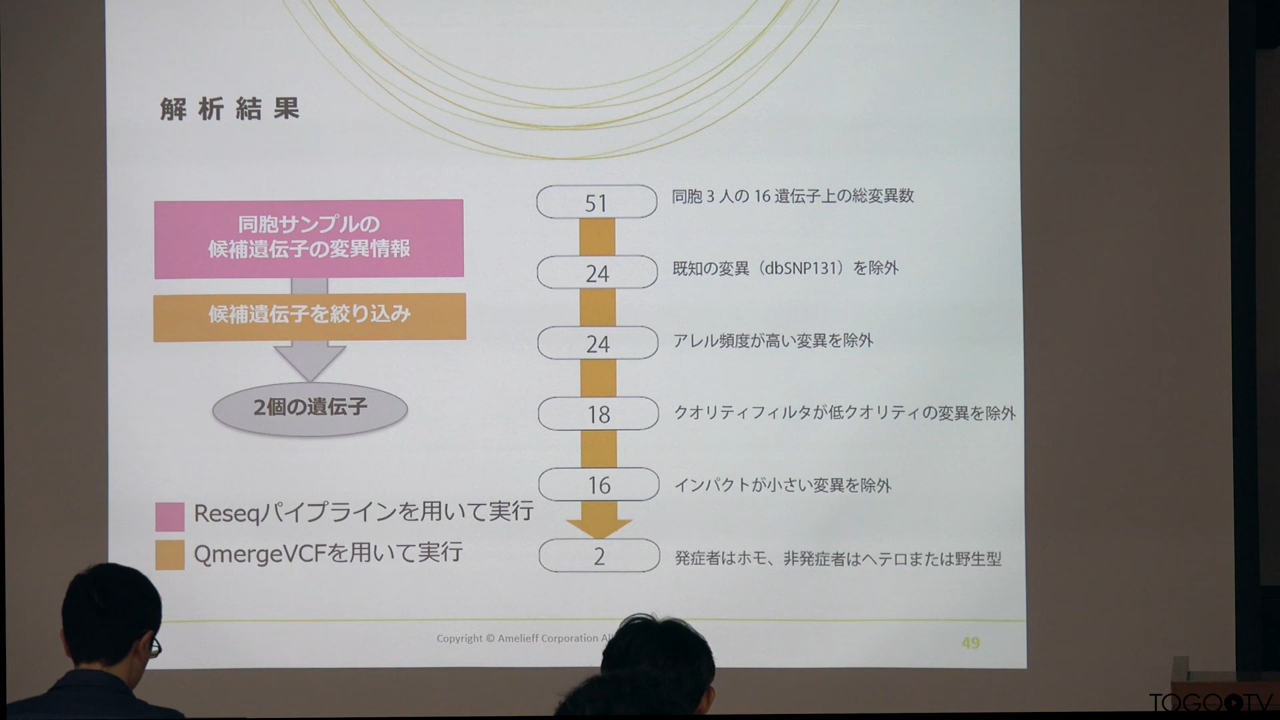 解析結果
同胞サンプルの
候補遺伝子の変異情報
候補遺伝子を絞り込み
2個の遺伝子
Reseqパイプラインを用いて実行
QmergeVCFを用いて実行
51 同胞3人の16遺伝子上の総変異数
24 既知の変異（dbSNP131）を除外
24 アレル頻度が高い変異を除外
18 クオリティフィルタが低クオリティの変異を除外
16 インパクトが小さい変異を除外
2 発症者はホモ、非発症者はヘテロまたは野生型
Copyright © Amelieff Corporation
49
TOGOTV